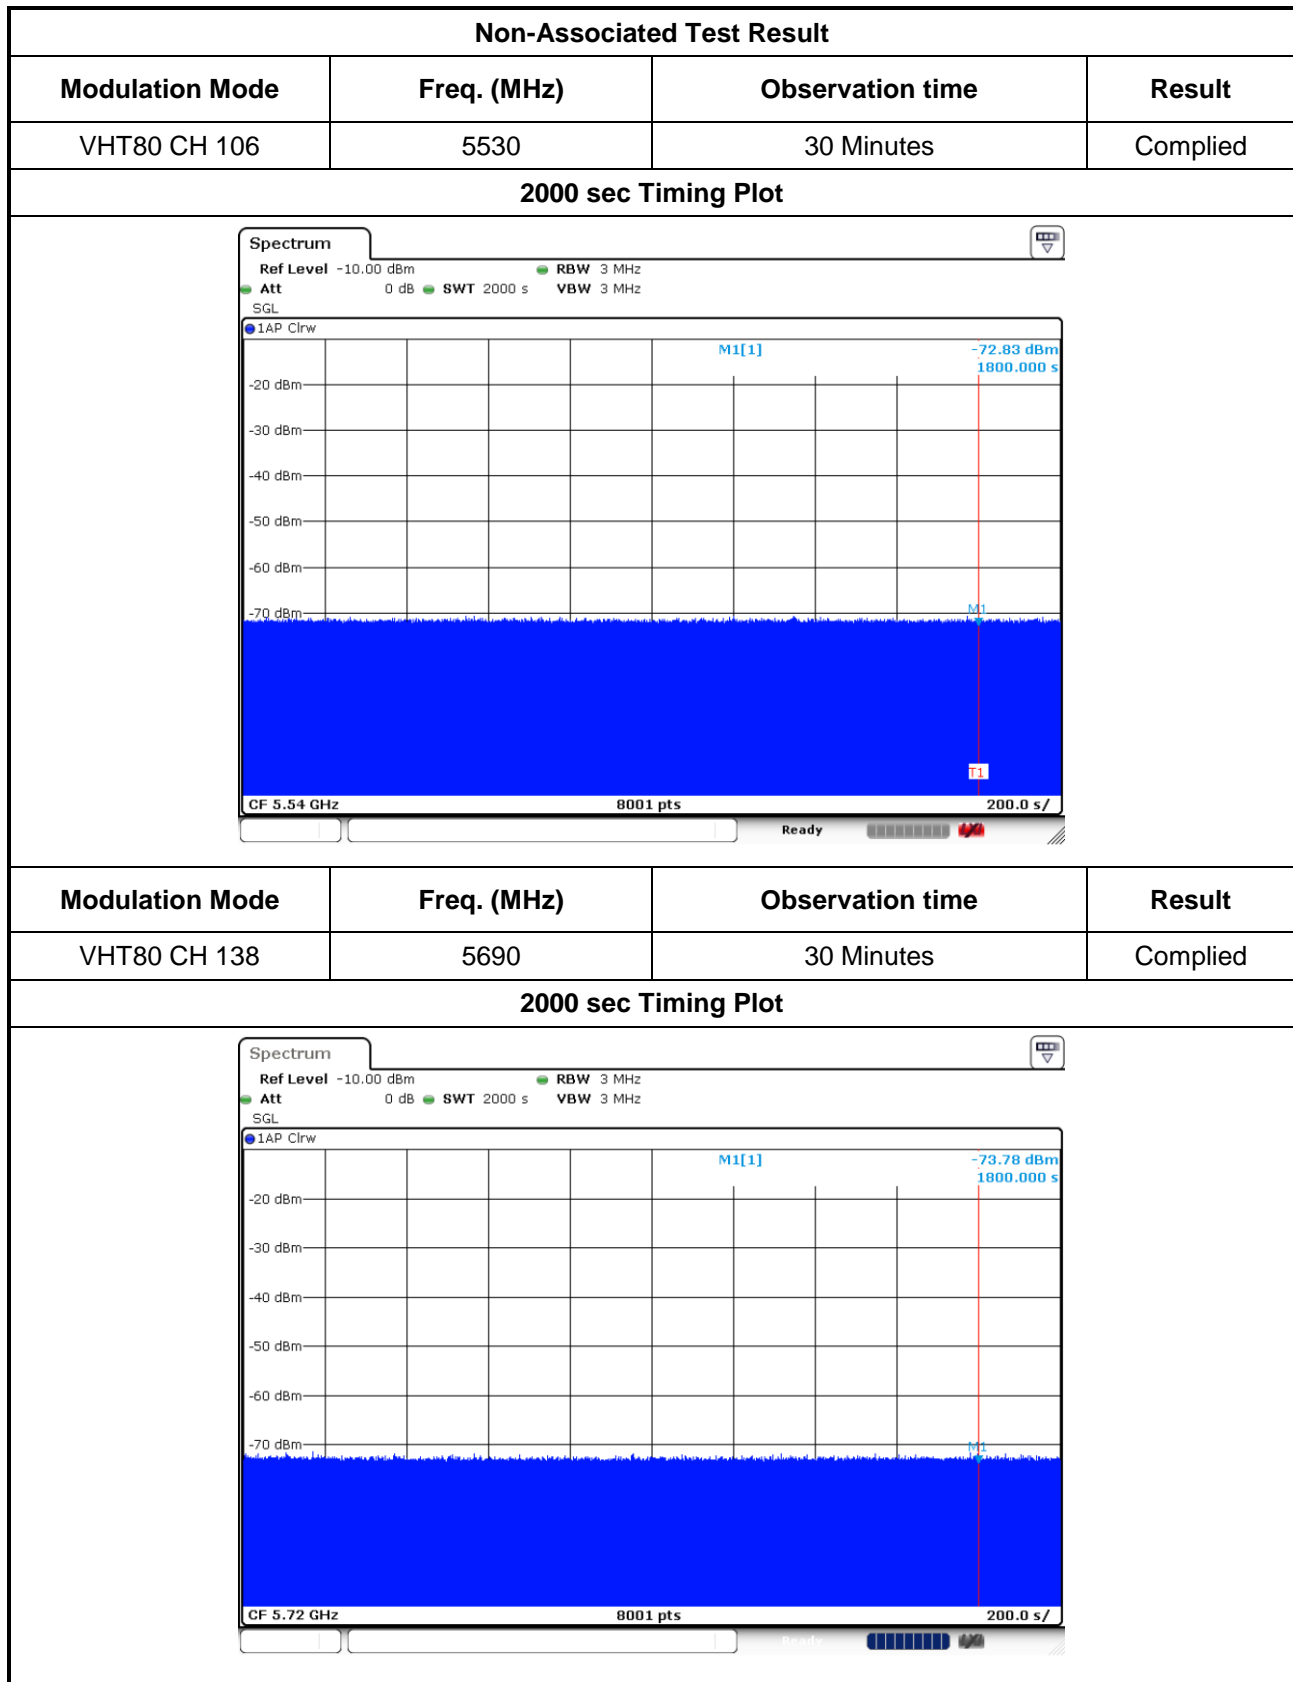 Non-Associated Test Result
Modulation Mode Freq. (MHz) Observation time Result
VHT80 CH 106 5530 30 Minutes Complied
2000 sec Timing Plot
Spectrum
Ref Level -10.00 dBm RBW 3 MHz
Att 0 dB SWT 2000 s VBW 3 MHz
SGL
1AP Clrw
M1[1] -72.83 dBm
1800.000 s
-20 dBm
-30 dBm
-40 dBm
-50 dBm
-60 dBm
-70 dBm
M1
T1
CF 5.54 GHz 8001 pts 200.0 s/
Ready
Modulation Mode Freq. (MHz) Observation time Result
VHT80 CH 138 5690 30 Minutes Complied
2000 sec Timing Plot
Spectrum
Ref Level -10.00 dBm RBW 3 MHz
Att 0 dB SWT 2000 s VBW 3 MHz
SGL
1AP Clrw
M1[1] -73.78 dBm
1800.000 s
-20 dBm
-30 dBm
-40 dBm
-50 dBm
-60 dBm
-70 dBm
M1
CF 5.72 GHz 8001 pts 200.0 s/
Ready